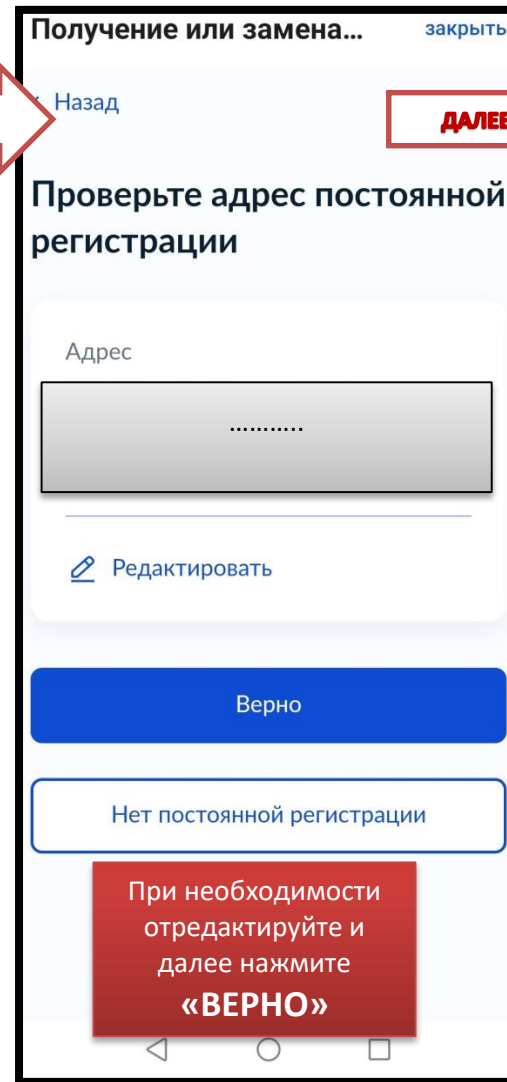 Получение или замена...
закрыть
Назад
ДАЛЕЕ
Проверьте адрес постоянной
регистрации
Адрес
...........
Редактировать
Верно
Нет постоянной регистрации
При необходимости
отредактируйте и
далее нажмите
«ВЕРНО»